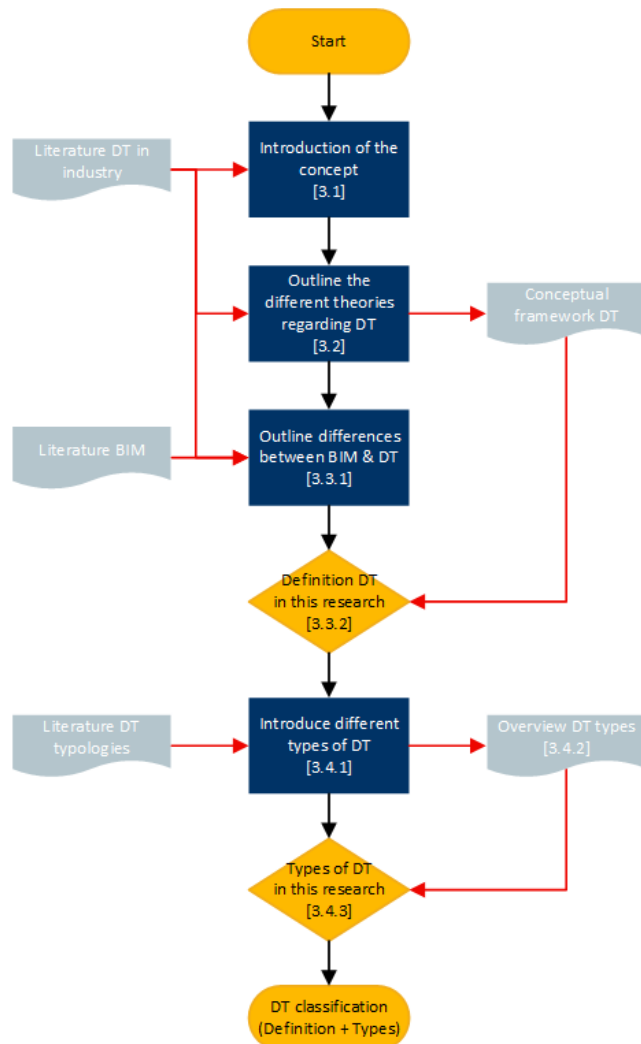 Start
Literature DT in
industry
Introduction of the
concept
[3.1]
Outline the
different theories
regarding DT
[3.2]
Conceptual
framework DT
Literature BIM
Outline differences
between BIM & DT
[3.3.1]
Definition DT
in this research
[3.3.2]
Literature DT
typologies
Introduce different
types of DT
[3.4.1]
Overview DT types
[3.4.2]
Types of DT
in this research
[3.4.3]
DT classification
(Definition + Types)